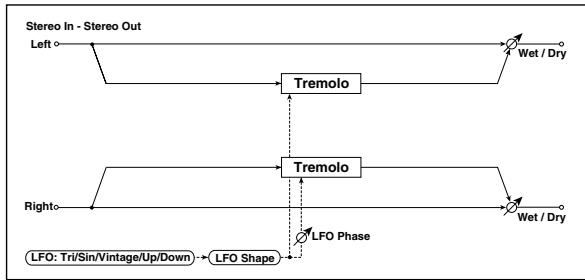 Stereo In - Stereo Out
Left
Wet / Dry
Tremolo
Tremolo
Right
Wet / Dry
LFO Phase
LFO: Tri/Sin/Vintage/Up/Down
LFO Shape